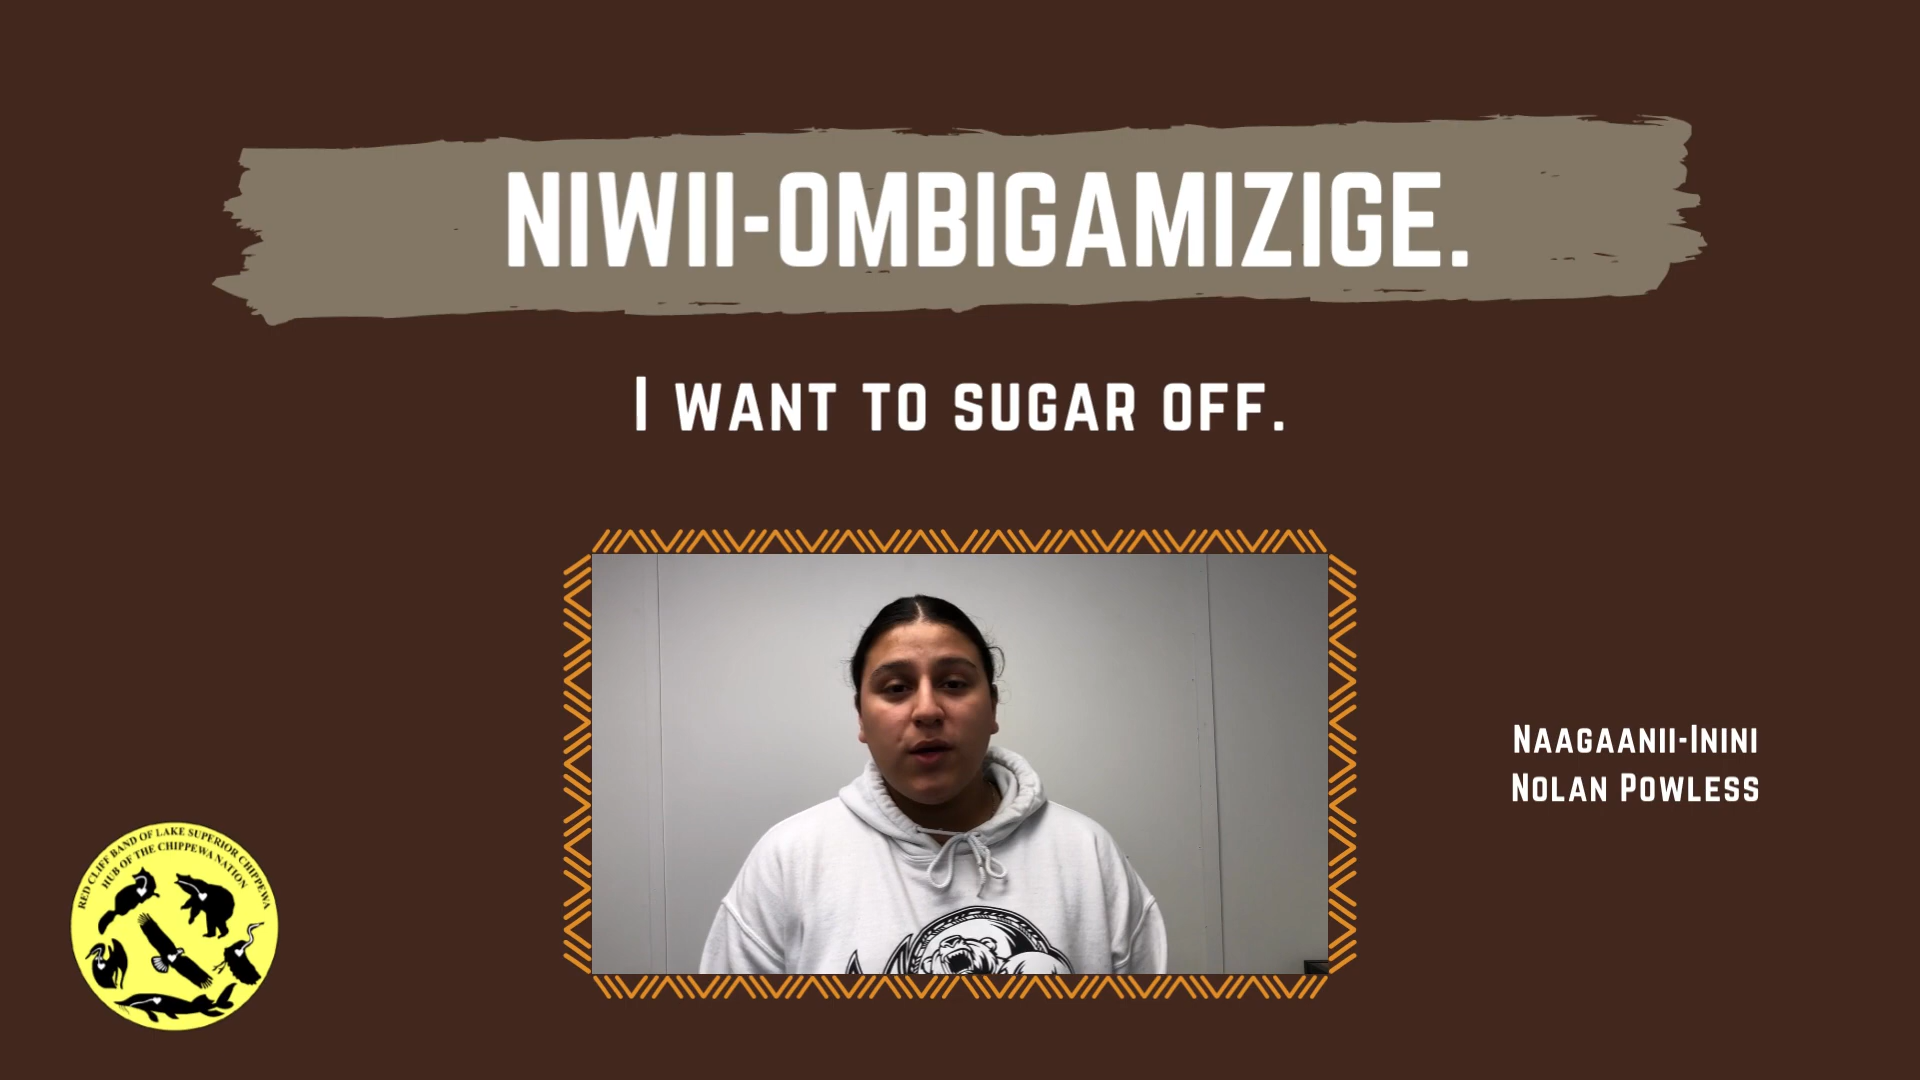 NIWII-OMBIGAMIZIGE.
I WANT TO SUGAR OFF.
NAAGAANII-ININI
NOLAN POWLESS
RED CLIFF BAND OF LAKE SUPERIOR CHIPPEWA
HUB OF THE CHIPPEWA NATION